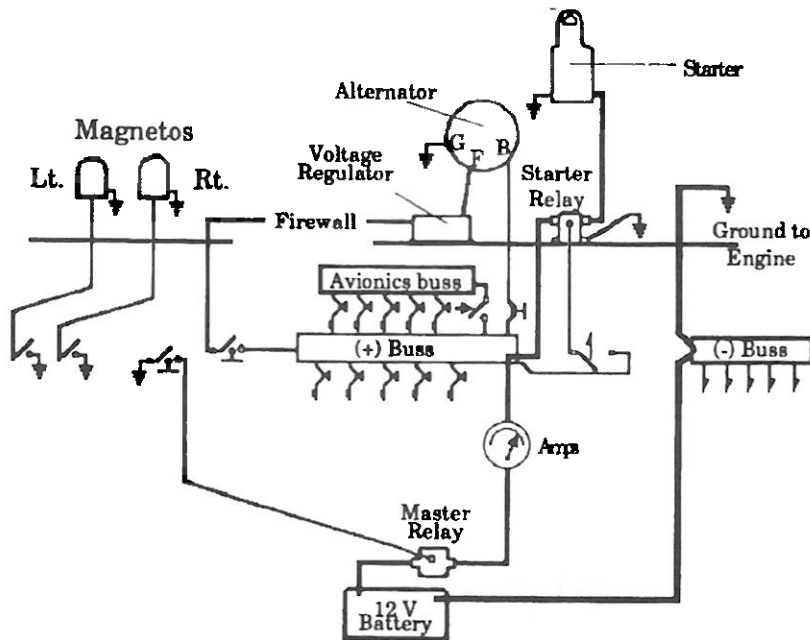 Starter
Alternator
G
F
B
Magnetos
Lt.
Rt.
Voltage
Regulator
Starter
Relay
Firewall
Ground to
Engine
Avionics buss
(+) Buss
(-) Buss
Amps
Master
Relay
12 V
Battery